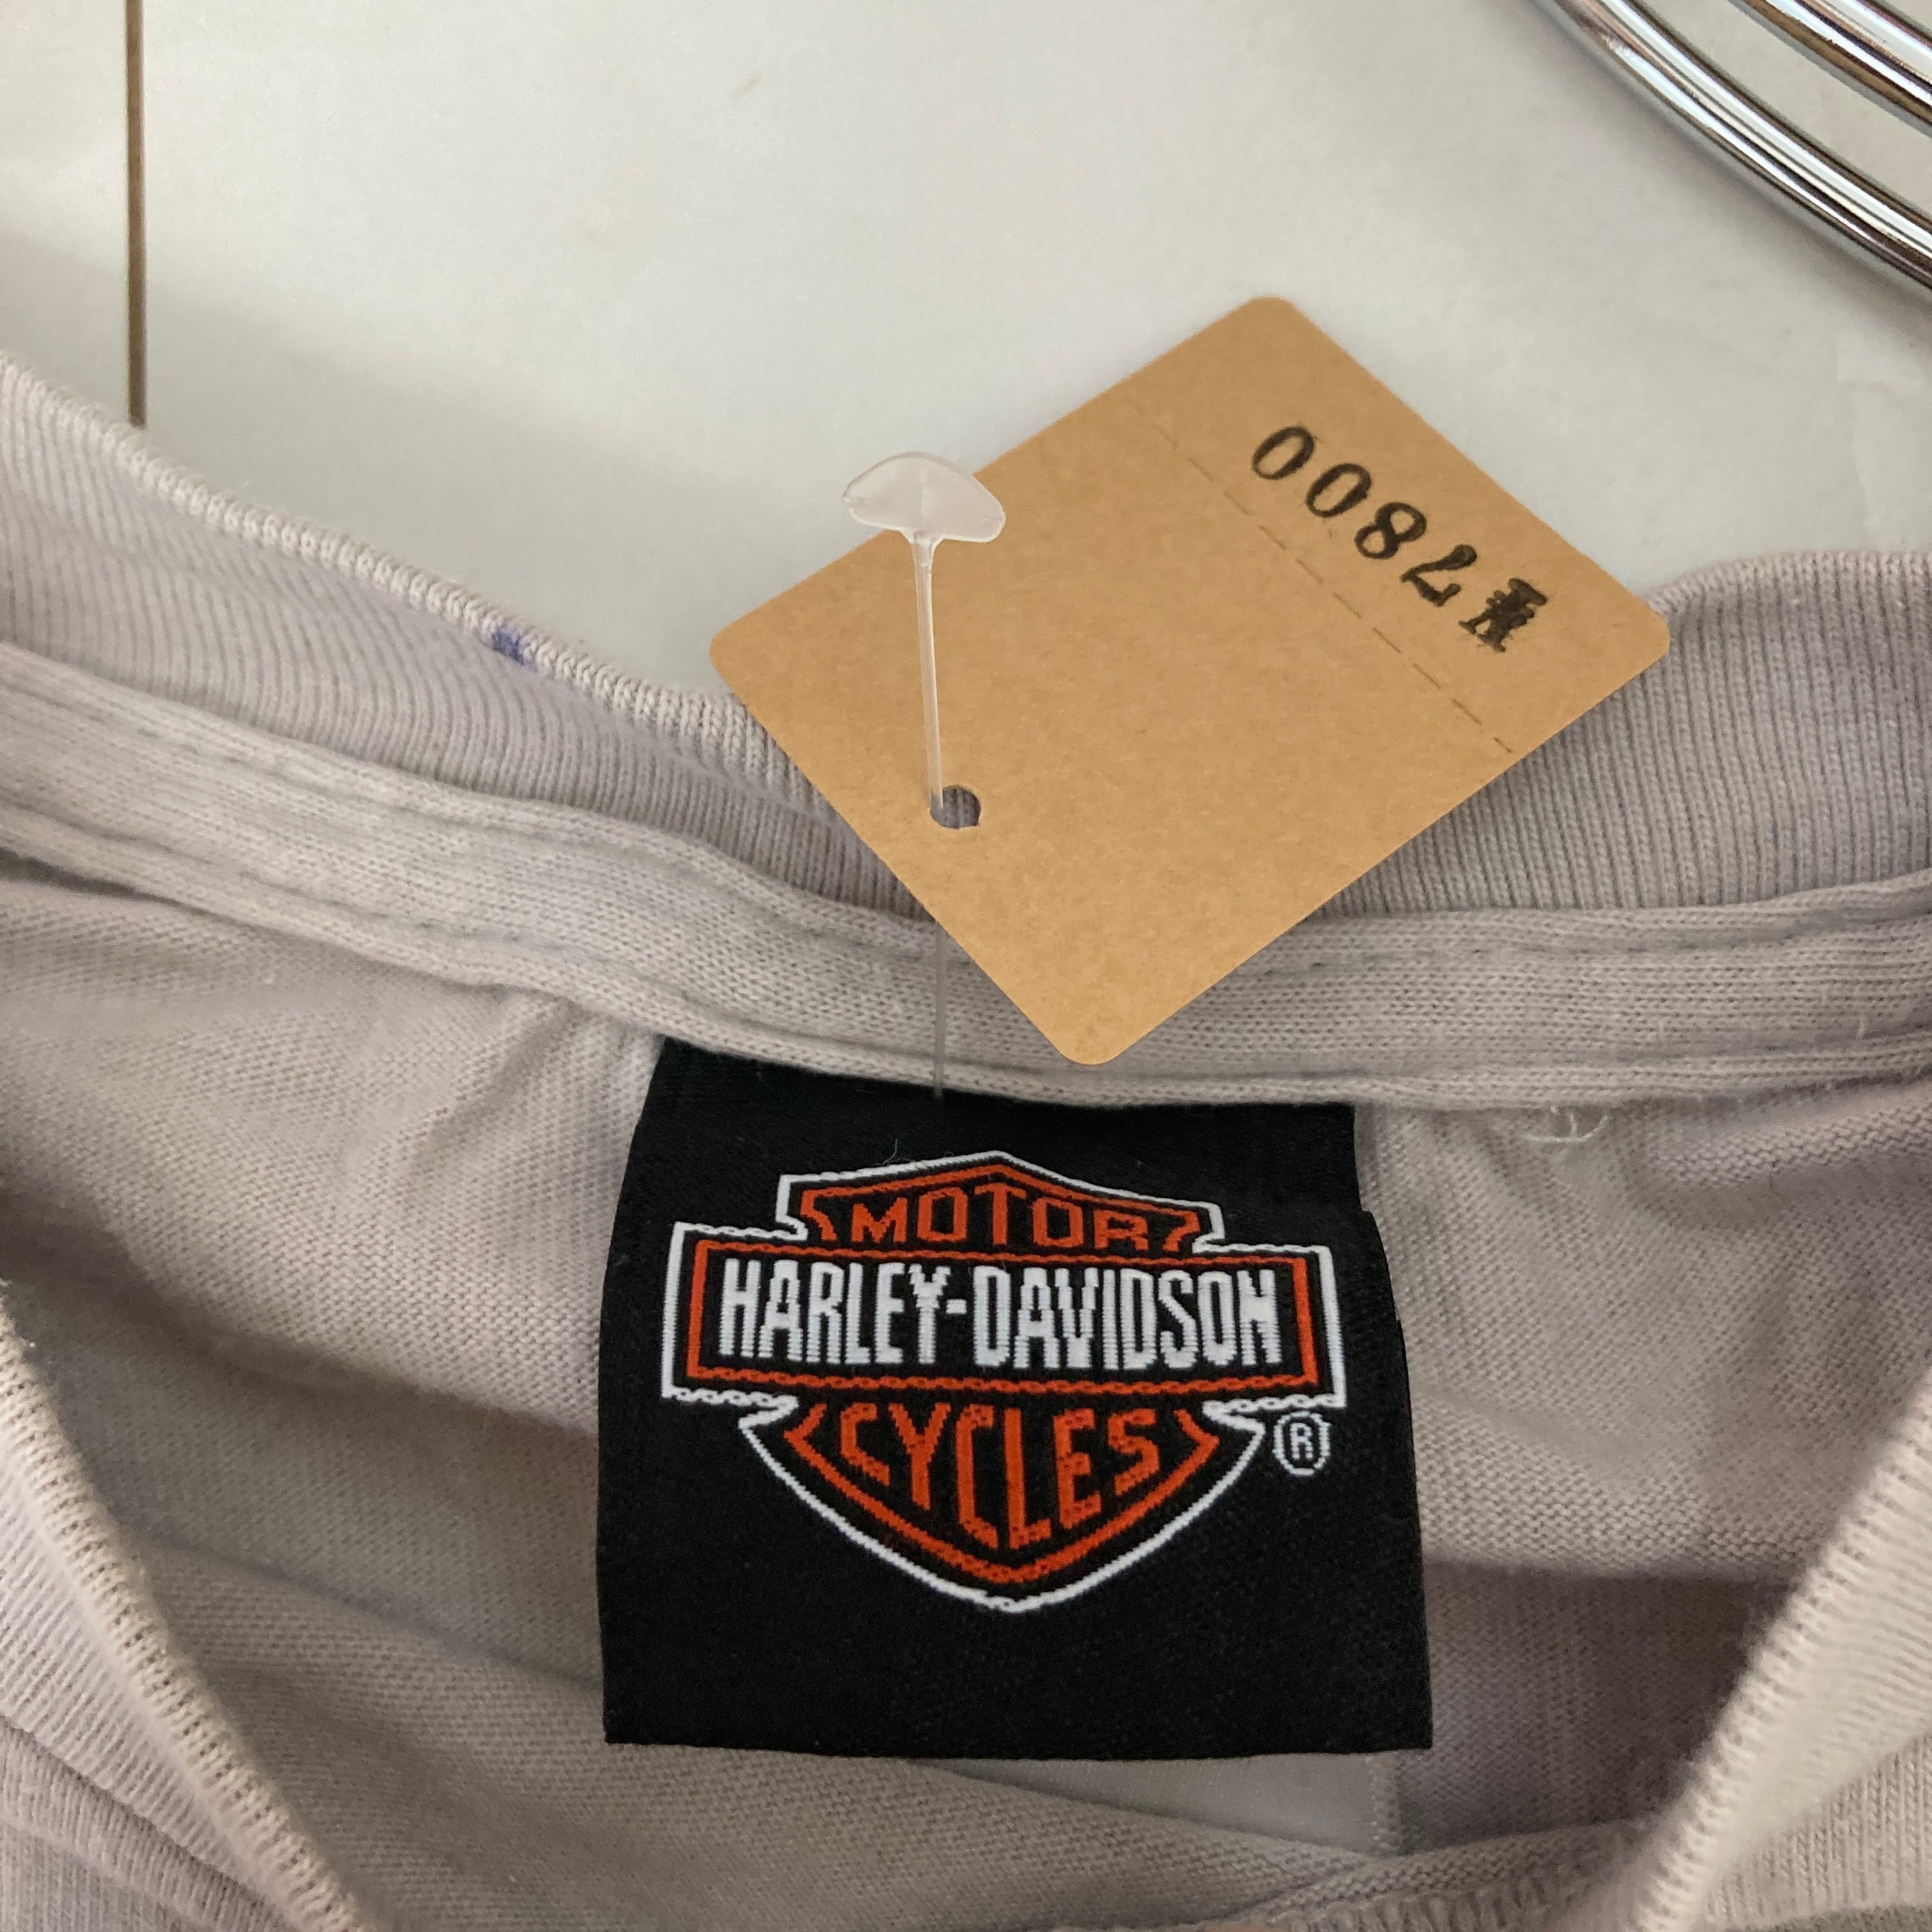 ¥7800
MOTOR
HARLEY-DAVIDSON
CYCLES
®